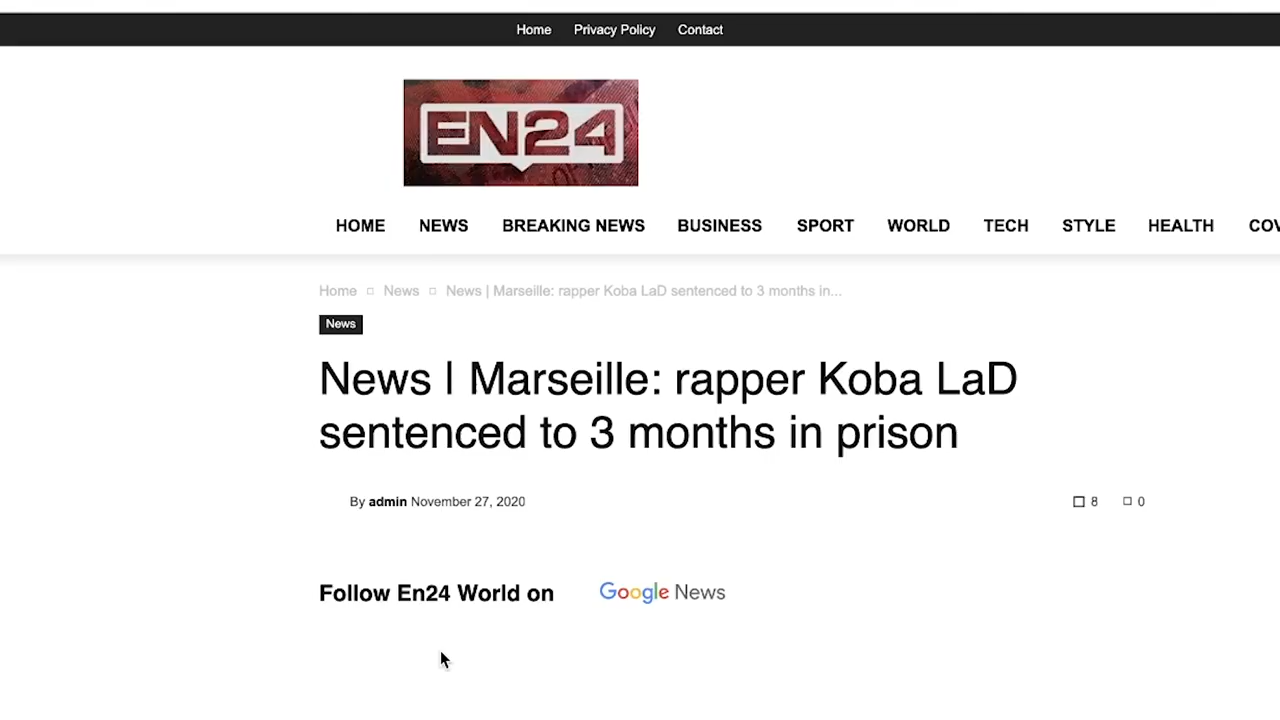 Home Privacy Policy Contact
EN24
HOME NEWS BREAKING NEWS BUSINESS SPORT WORLD TECH STYLE HEALTH
Home News News | Marseille: rapper Koba LaD sentenced to 3 months in...
News
News | Marseille: rapper Koba LaD
sentenced to 3 months in prison
By admin November 27, 2020 8 0
Follow En24 World on Google News